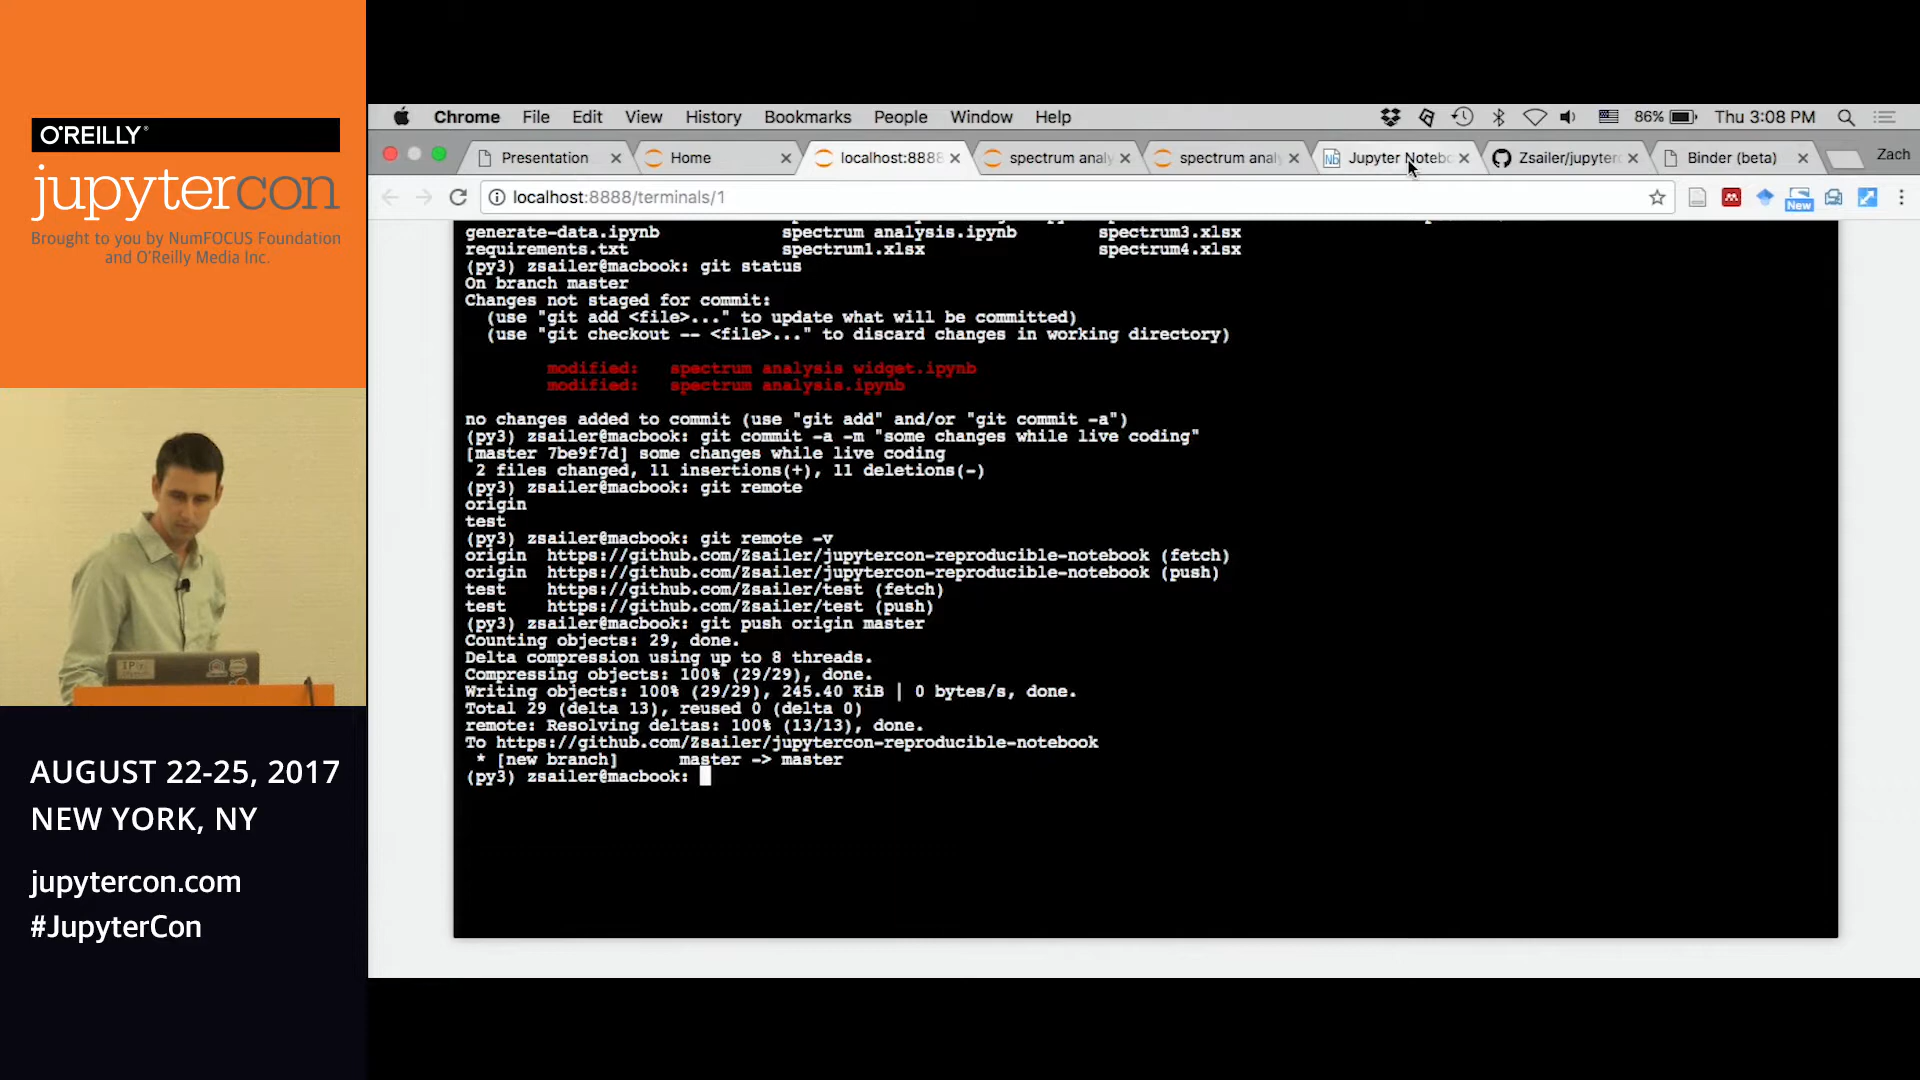 O'REILLY®
jupytercon
Brought to you by NumFOCUS Foundation
and O'Reilly Media Inc.
AUGUST 22-25, 2017
NEW YORK, NY
jupytercon.com
#JupyterCon
Chrome File Edit View History Bookmarks People Window Help 86% Thu 3:08 PM
Presentation Home localhost:8888 spectrum anal spectrum anal Jupyter Noteb Zsailer/jupyterc Binder (beta) Zach
localhost:8888/terminals/1 New
generate-data.ipynb spectrum analysis.ipynb spectrum3.xlsx
requirements.txt spectrum1.xlsx spectrum4.xlsx
(py3) zsailer@macbook: git status
On branch master
Changes not staged for commit:
(use "git add <file>..." to update what will be committed)
(use "git checkout -- <file>..." to discard changes in working directory)
modified: spectrum analysis widget.ipynb
modified: spectrum analysis.ipynb
no changes added to commit (use "git add" and/or "git commit -a")
(py3) zsailer@macbook: git commit -a -m "some changes while live coding"
[master 7be9f7d] some changes while live coding
2 files changed, 11 insertions(+), 11 deletions(-)
(py3) zsailer@macbook: git remote
origin
test
(py3) zsailer@macbook: git remote -v
origin https://github.com/Zsailer/jupytercon-reproducible-notebook (fetch)
origin https://github.com/Zsailer/jupytercon-reproducible-notebook (push)
test https://github.com/Zsailer/test (fetch)
test https://github.com/Zsailer/test (push)
(py3) zsailer@macbook: git push origin master
Counting objects: 29, done.
Delta compression using up to 8 threads.
Compressing objects: 100% (29/29), done.
Writing objects: 100% (29/29), 245.40 KiB | 0 bytes/s, done.
Total 29 (delta 13), reused 0 (delta 0)
remote: Resolving deltas: 100% (13/13), done.
To https://github.com/Zsailer/jupytercon-reproducible-notebook
* [new branch] master -> master
(py3) zsailer@macbook: